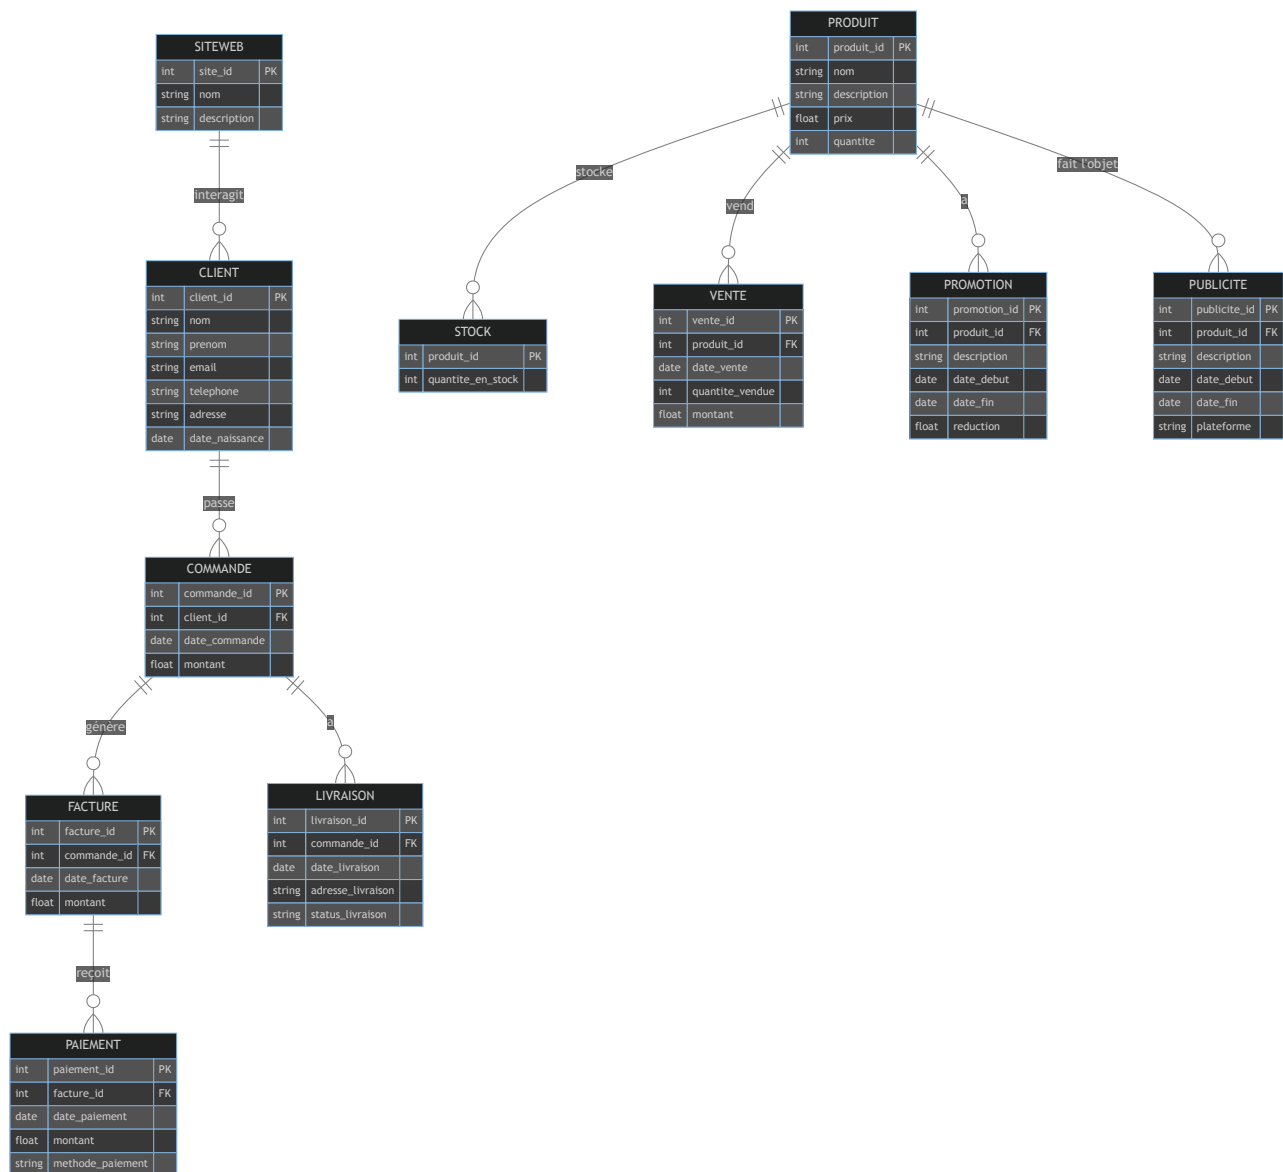 SITEWEB
int site_id PK
string nom
string description
interagit
CLIENT
int client_id PK
string nom
string prenom
string email
string telephone
string adresse
date date_naissance
passe
COMMANDE
int commande_id PK
int client_id FK
date date_commande
float montant
génère
a
FACTURE
int facture_id PK
int commande_id FK
date date_facture
float montant
LIVRAISON
int livraison_id PK
int commande_id FK
date date_livraison
string adresse_livraison
string status_livraison
reçoit
PAIEMENT
int paiement_id PK
int facture_id FK
date date_paiement
float montant
string methode_paiement
PRODUIT
int produit_id PK
string nom
string description
float prix
int quantite
stocke
vend
a
fait l'objet
STOCK
int produit_id PK
int quantite_en_stock
VENTE
int vente_id PK
int produit_id FK
date date_vente
int quantite_vendue
float montant
PROMOTION
int promotion_id PK
int produit_id FK
string description
date date_debut
date date_fin
float reduction
PUBLICITE
int publicite_id PK
int produit_id FK
string description
date date_debut
date date_fin
string plateforme